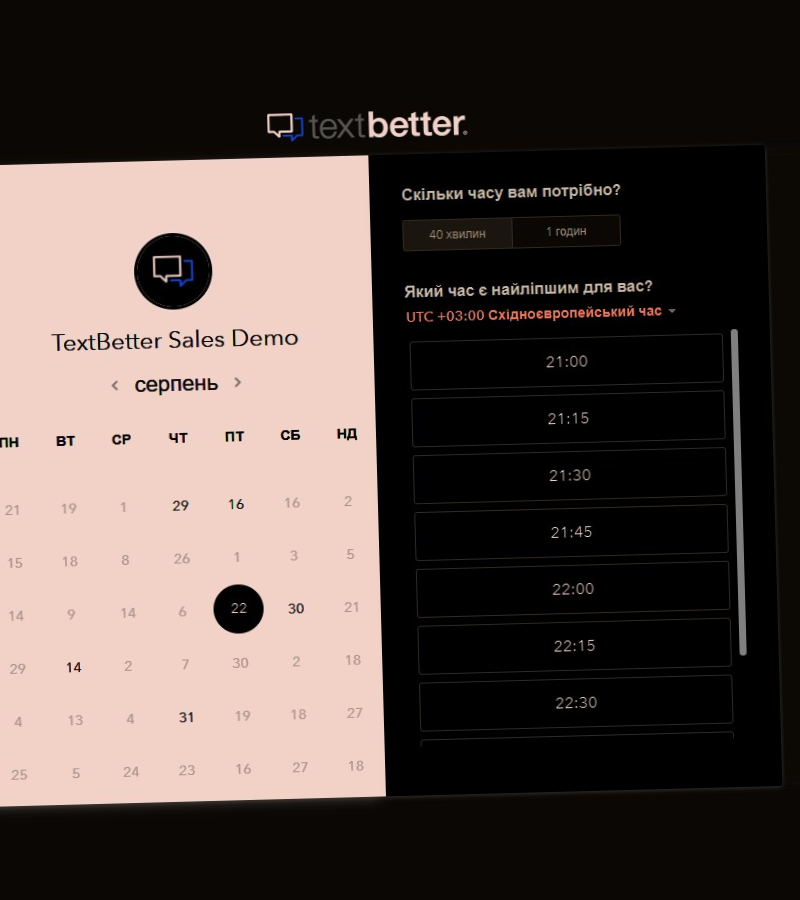 textbetter.
TextBetter Sales Demo
серпень
ПН ВТ СР ЧТ ПТ СБ НД
21 19 1 29 16 16 2
15 18 8 26 1 3 5
14 9 14 6 22 30 21
29 14 2 7 30 2 18
4 13 4 31 19 18 27
25 5 24 23 16 27 18
Скільки часу вам потрібно?
40 хвилин 1 годин
Який час є найліпшим для вас?
UTC +03:00 Східноєвропейський час
21:00
21:15
21:30
21:45
22:00
22:15
22:30